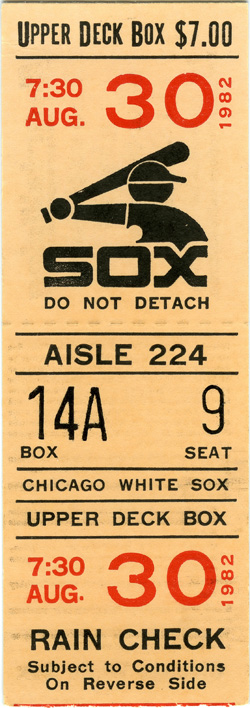 UPPER DECK BOX $7.00
7:30 AUG. 30 1982
SOX
DO NOT DETACH
AISLE 224
14A 9
BOX SEAT
CHICAGO WHITE SOX
UPPER DECK BOX
7:30 AUG. 30 1982
RAIN CHECK
Subject to Conditions
On Reverse Side